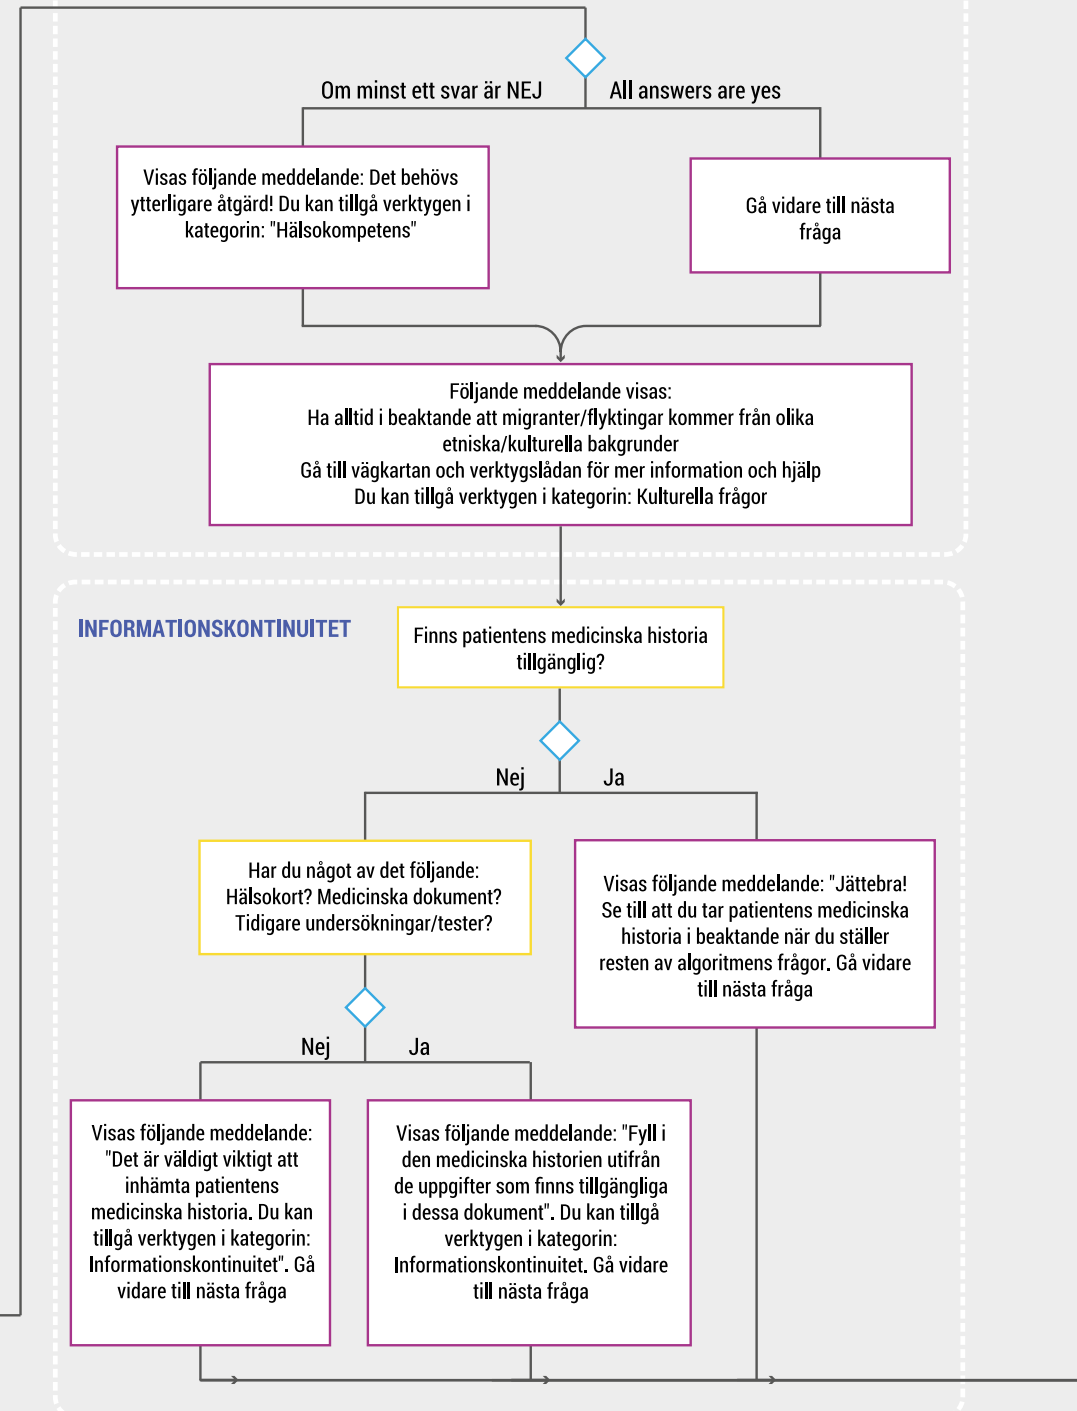 Om minst ett svar är NEJ
All answers are yes
Visas följande meddelande: Det behövs
ytterligare åtgärd! Du kan tillgå verktygen i
kategorin: "Hälsokompetens"
Gå vidare till nästa
fråga
Följande meddelande visas:
Ha alltid i beaktande att migranter/flyktingar kommer från olika
etniska/kulturella bakgrunder
Gå till vägkartan och verktygslådan för mer information och hjälp
Du kan tillgå verktygen i kategorin: Kulturella frågor
INFORMATIONSKONTINUITET
Finns patientens medicinska historia
tillgänglig?
Nej
Ja
Har du något av det följande:
Hälsokort? Medicinska dokument?
Tidigare undersökningar/tester?
Visas följande meddelande: "Jättebra!
Se till att du tar patientens medicinska
historia i beaktande när du ställer
resten av algoritmens frågor. Gå vidare
till nästa fråga
Nej
Ja
Visas följande meddelande:
"Det är väldigt viktigt att
inhämta patientens
medicinska historia. Du kan
tillgå verktygen i kategorin:
Informationskontinuitet". Gå
vidare till nästa fråga
Visas följande meddelande: "Fyll i
den medicinska historien utifrån
de uppgifter som finns tillgängliga
i dessa dokument". Du kan tillgå
verktygen i kategorin:
Informationskontinuitet. Gå vidare
till nästa fråga